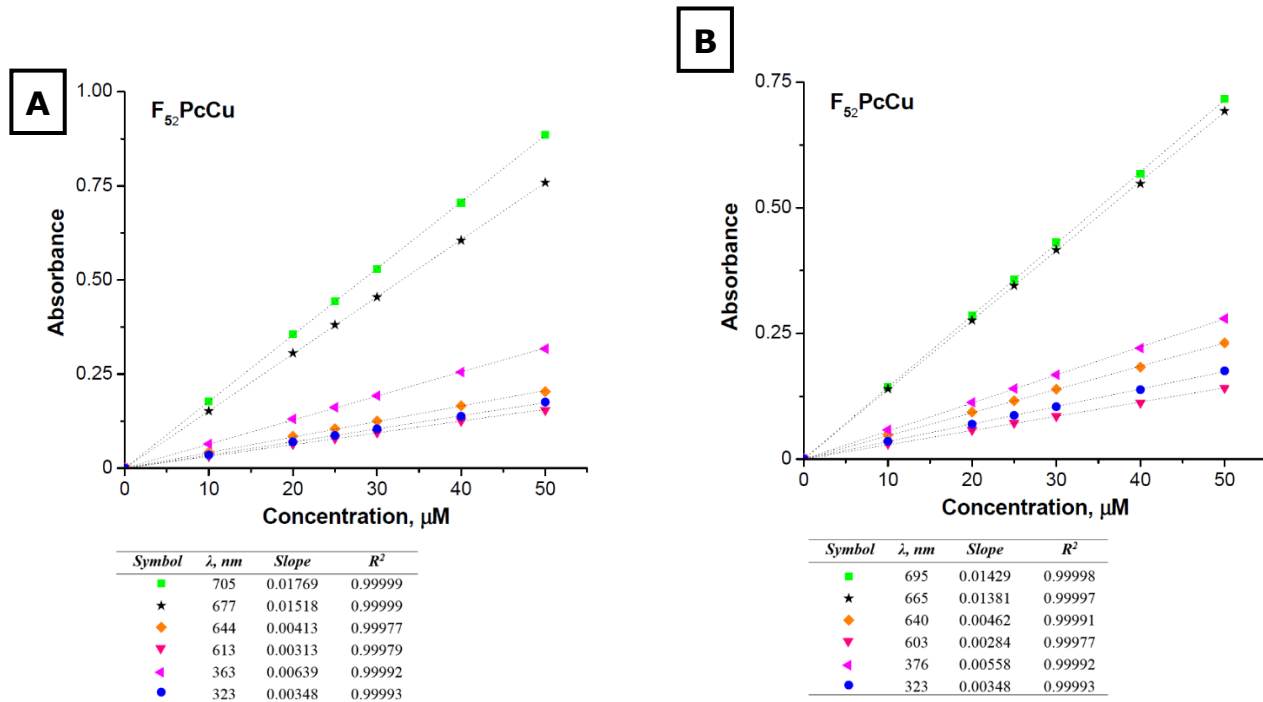 A
F52PcCu
1.00
0.75
0.50
0.25
0
Absorbance
0 10 20 30 40 50
Concentration, μM
Symbol λ, nm Slope R²
705 0.01769 0.99999
677 0.01518 0.99999
644 0.00413 0.99977
613 0.00313 0.99979
363 0.00639 0.99992
323 0.00348 0.99993
B
F52PcCu
0.75
0.50
0.25
0
Absorbance
0 10 20 30 40 50
Concentration, μM
Symbol λ, nm Slope R²
695 0.01429 0.99998
665 0.01381 0.99997
640 0.00462 0.99991
603 0.00284 0.99977
376 0.00558 0.99992
323 0.00348 0.99993